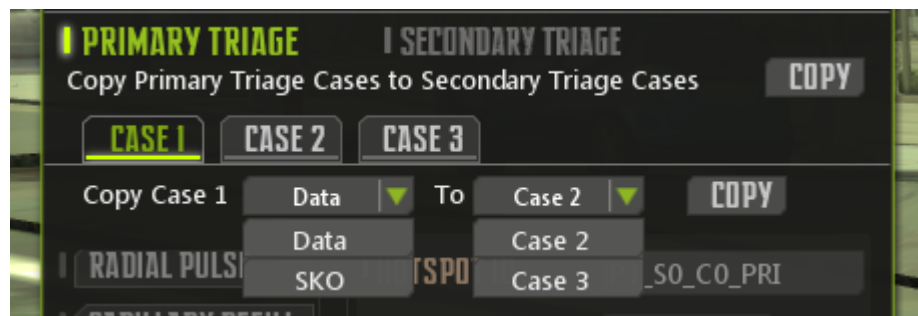 PRIMARY TRIAGE SECONDARY TRIAGE
Copy Primary Triage Cases to Secondary Triage Cases COPY
CASE 1 CASE 2 CASE 3
Copy Case 1 Data To Case 2 COPY
Data Case 2
RADIAL _S0_C0_PRI
SKO Case 3